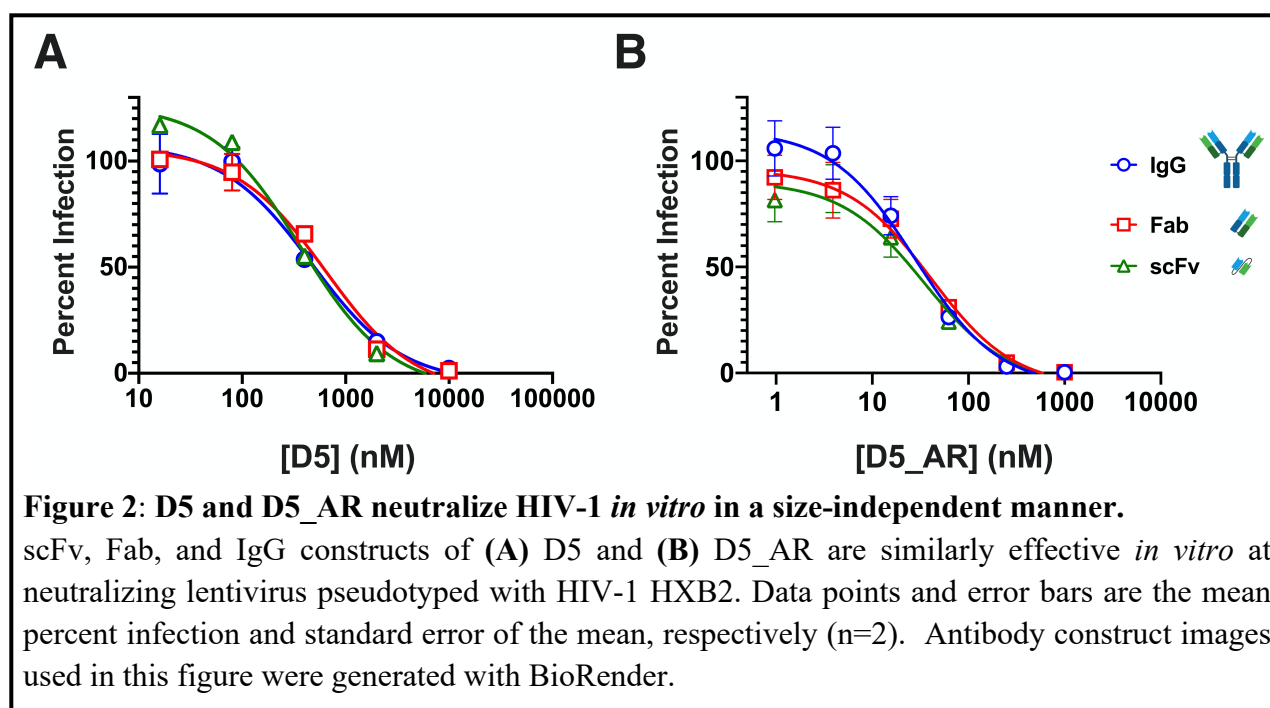 A
B
Percent Infection
100
50
0
10 100 1000 10000 100000
[D5] (nM)
Percent Infection
100
50
0
1 10 100 1000 10000
[D5_AR] (nM)
IgG
Fab
scFv
Figure 2: D5 and D5_AR neutralize HIV-1 in vitro in a size-independent manner.
scFv, Fab, and IgG constructs of (A) D5 and (B) D5_AR are similarly effective in vitro at
neutralizing lentivirus pseudotyped with HIV-1 HXB2. Data points and error bars are the mean
percent infection and standard error of the mean, respectively (n=2). Antibody construct images
used in this figure were generated with BioRender.